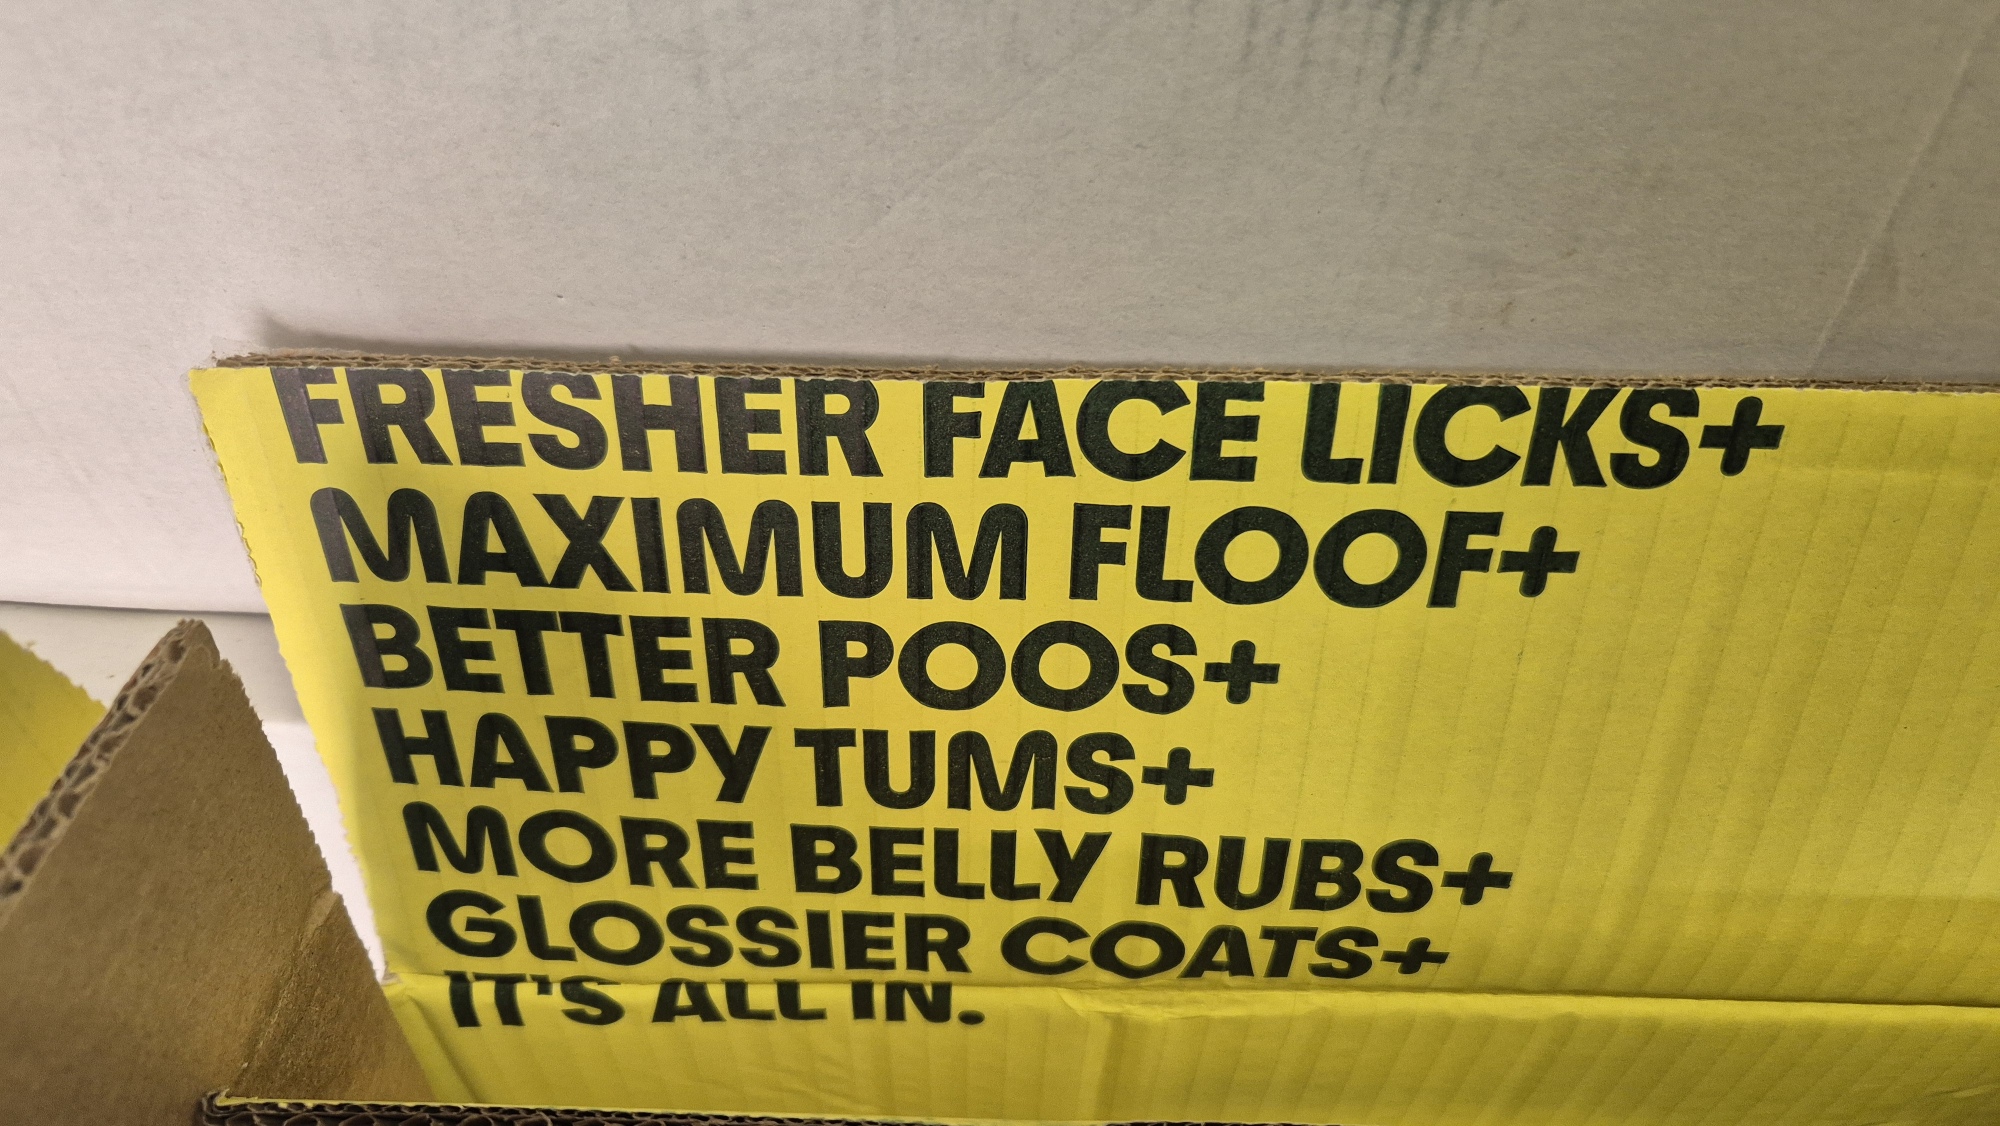 FRESHER FACE LICKS+
MAXIMUM FLOOF+
BETTER POOS+
HAPPY TUMS+
MORE BELLY RUBS+
GLOSSIER COATS+
IT'S ALL IN.